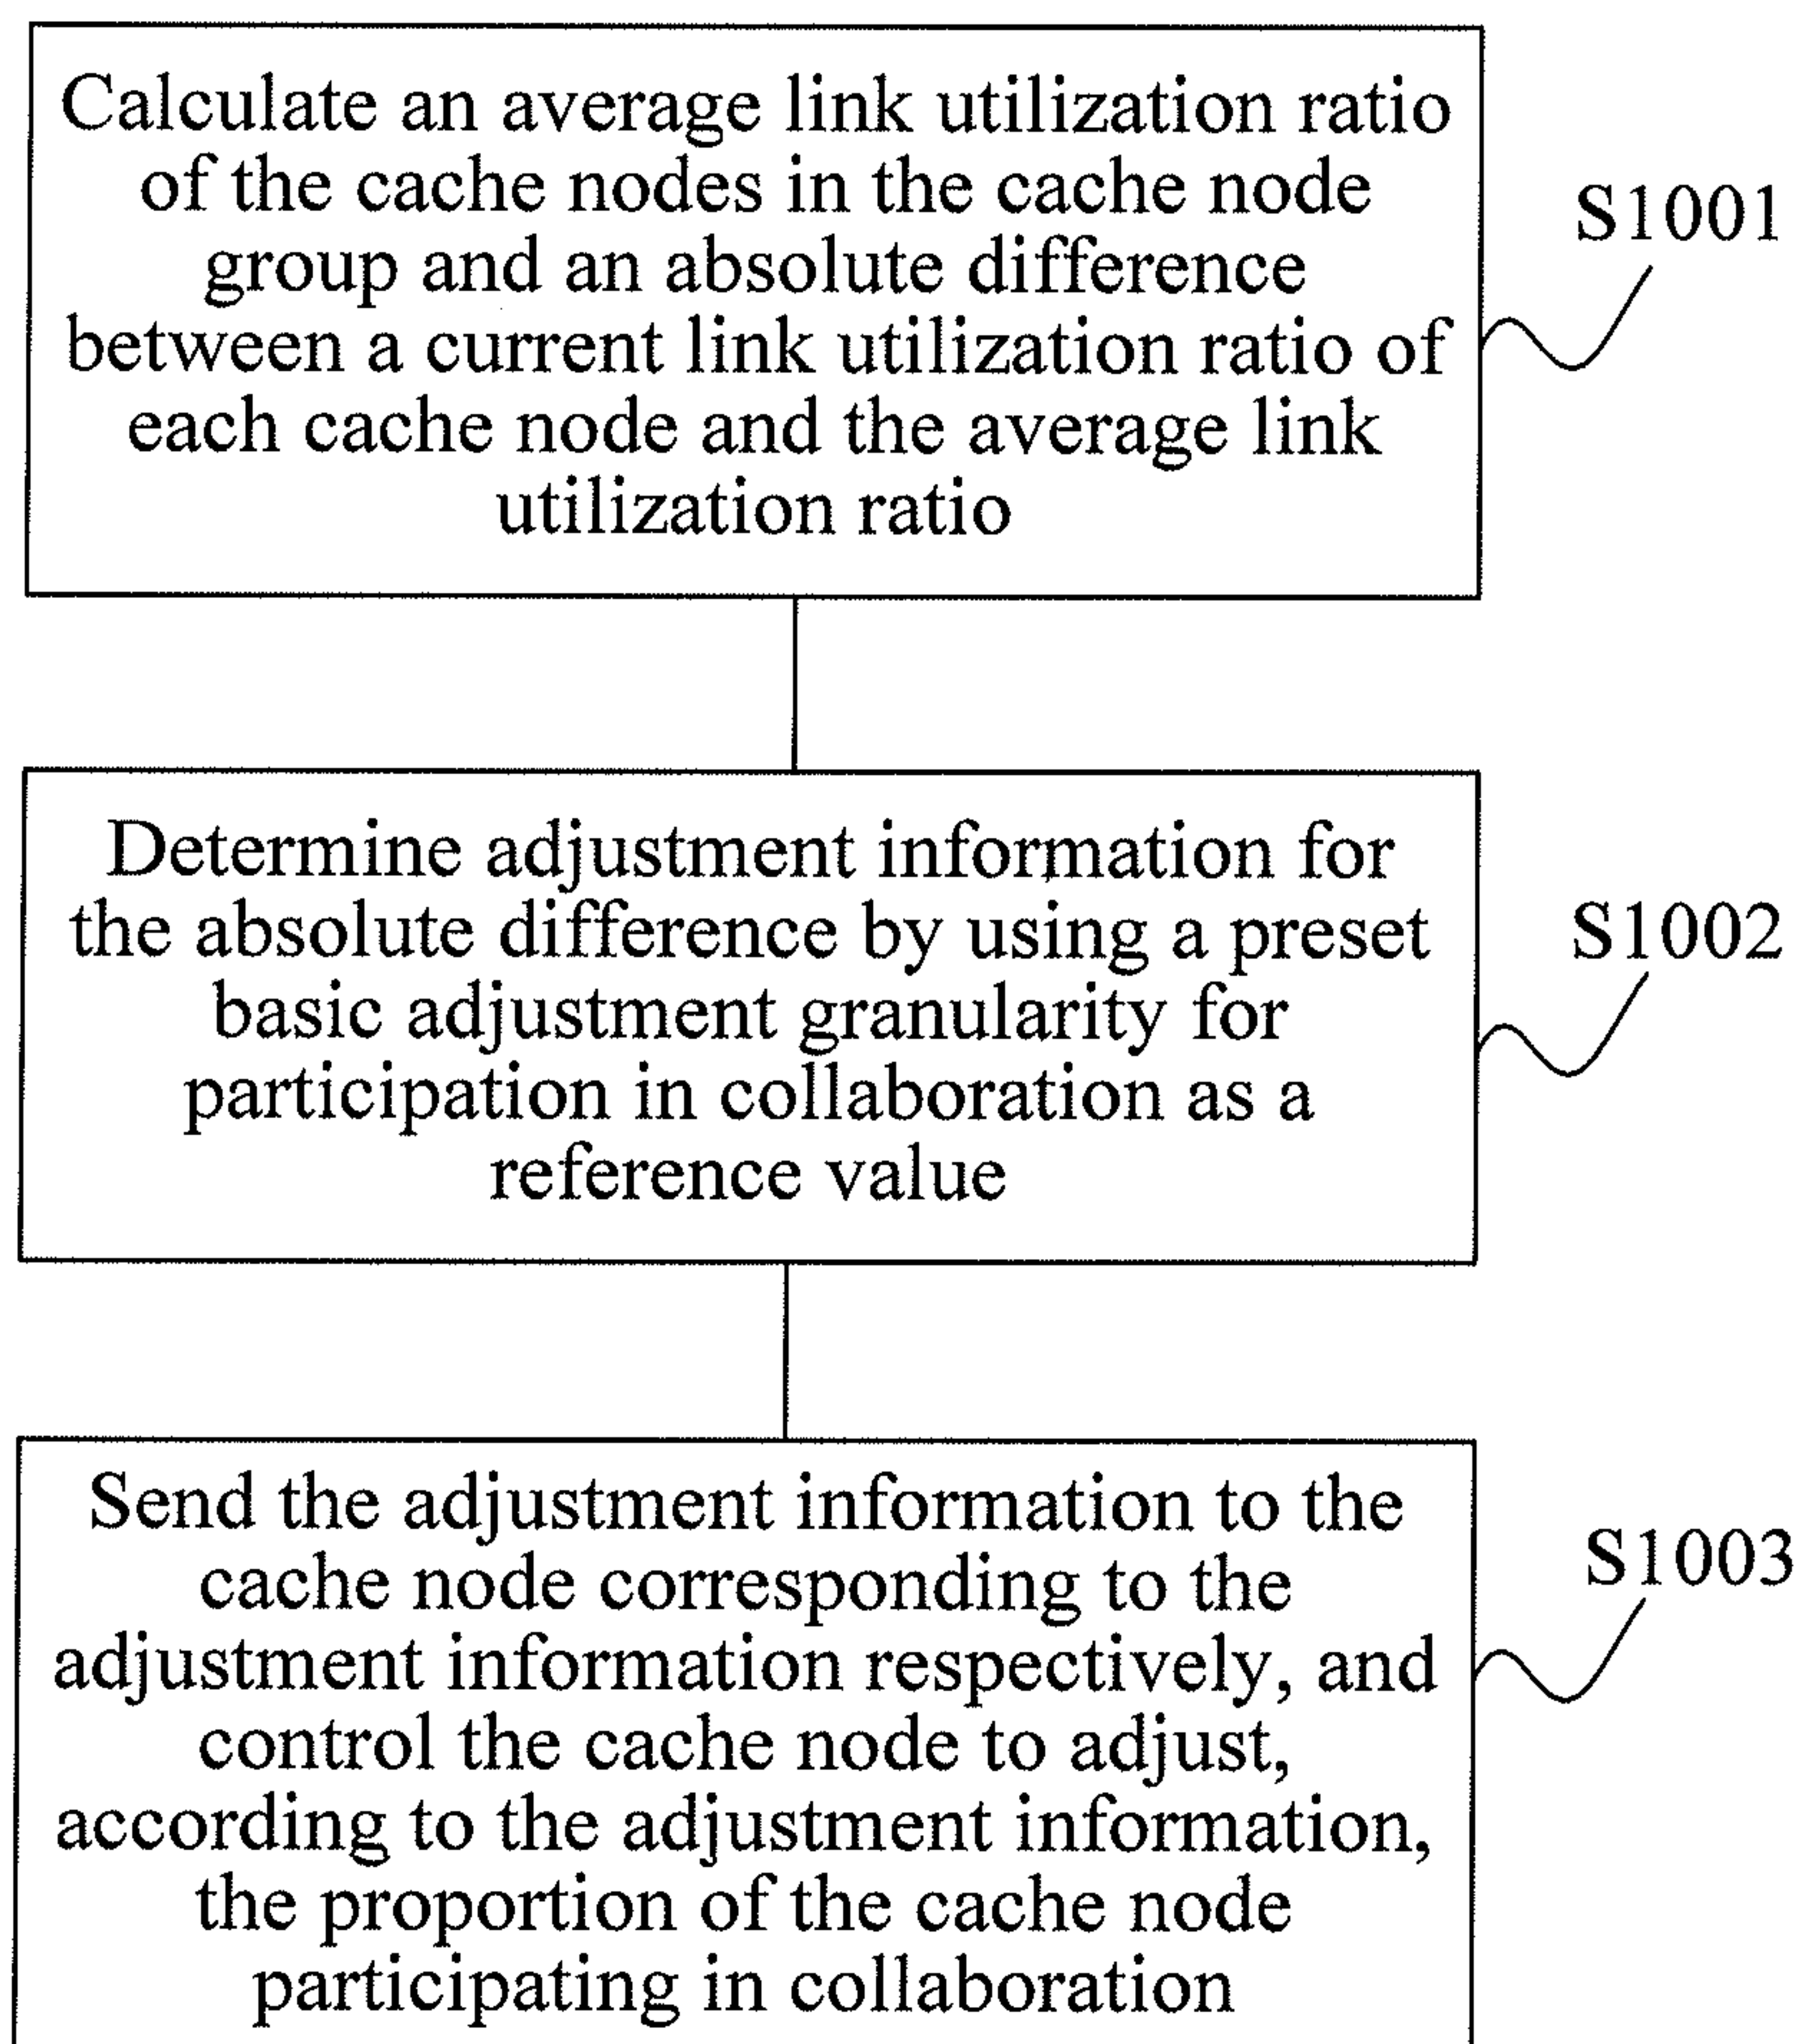 Calculate an average link utilization ratio
of the cache nodes in the cache node
group and an absolute difference
between a current link utilization ratio of
each cache node and the average link
utilization ratio
S1001
Determine adjustment information for
the absolute difference by using a preset
basic adjustment granularity for
participation in collaboration as a
reference value
S1002
Send the adjustment information to the
cache node corresponding to the
adjustment information respectively, and
control the cache node to adjust,
according to the adjustment information,
the proportion of the cache node
participating in collaboration
S1003